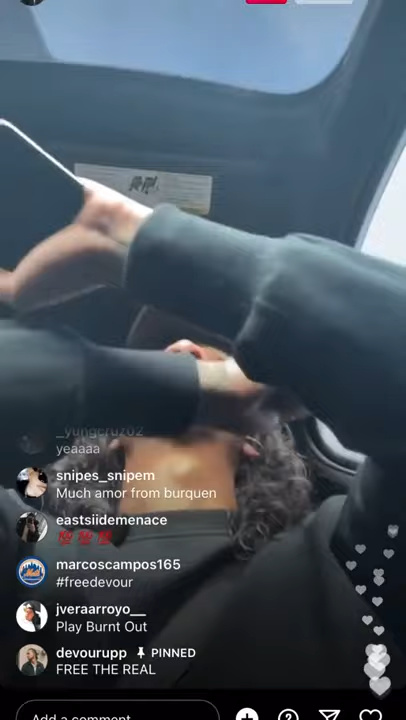 _yungcruz02
yeaaaa
snipes_snipem
Much amor from burquen
eastsiidemenace
💯 💯 💯
marcoscampos165
#freedevour
jveraarroyo__
Play Burnt Out
devourupp PINNED
FREE THE REAL
Add a comment